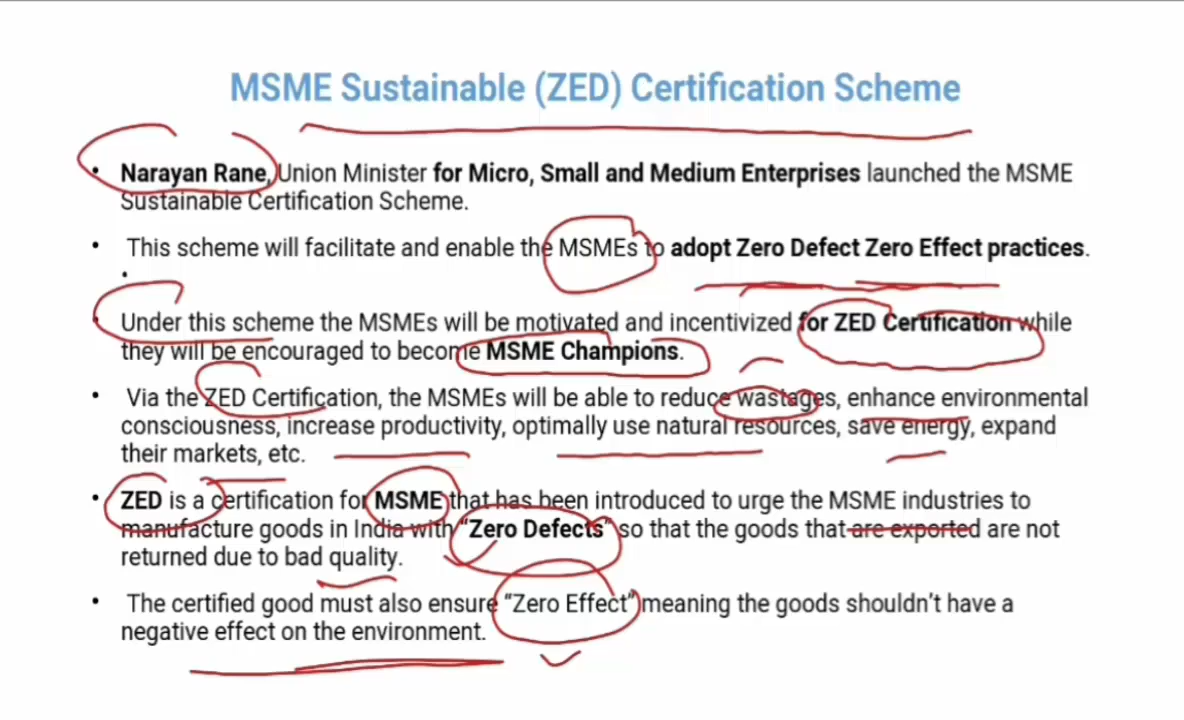 MSME Sustainable (ZED) Certification Scheme
• Narayan Rane, Union Minister for Micro, Small and Medium Enterprises launched the MSME
Sustainable Certification Scheme.
• This scheme will facilitate and enable the MSMEs to adopt Zero Defect Zero Effect practices.
•
• Under this scheme the MSMEs will be motivated and incentivized for ZED Certification while
they will be encouraged to become MSME Champions.
• Via the ZED Certification, the MSMEs will be able to reduce wastages, enhance environmental
consciousness, increase productivity, optimally use natural resources, save energy, expand
their markets, etc.
• ZED is a certification for MSME that has been introduced to urge the MSME industries to
manufacture goods in India with “Zero Defects” so that the goods that are exported are not
returned due to bad quality.
• The certified good must also ensure “Zero Effect” meaning the goods shouldn’t have a
negative effect on the environment.